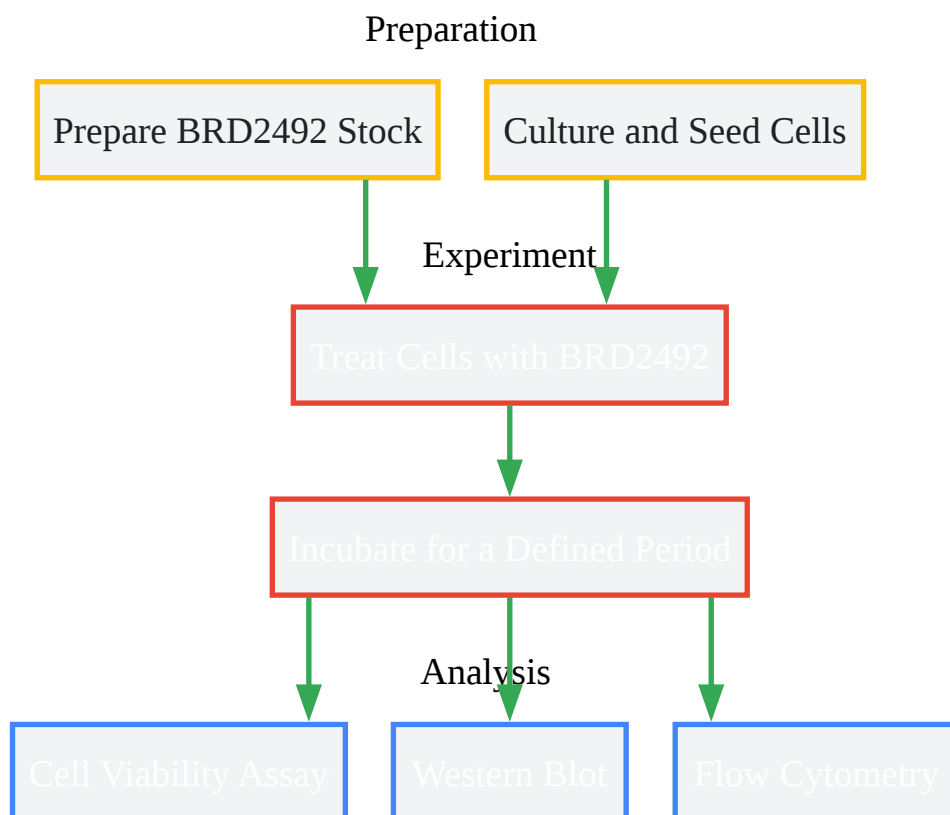 Preparation
Prepare BRD2492 Stock
Culture and Seed Cells
Experiment
Treat Cells with BRD2492
Incubate for a Defined Period
Analysis
Cell Viability Assay
Western Blot
Flow Cytometry